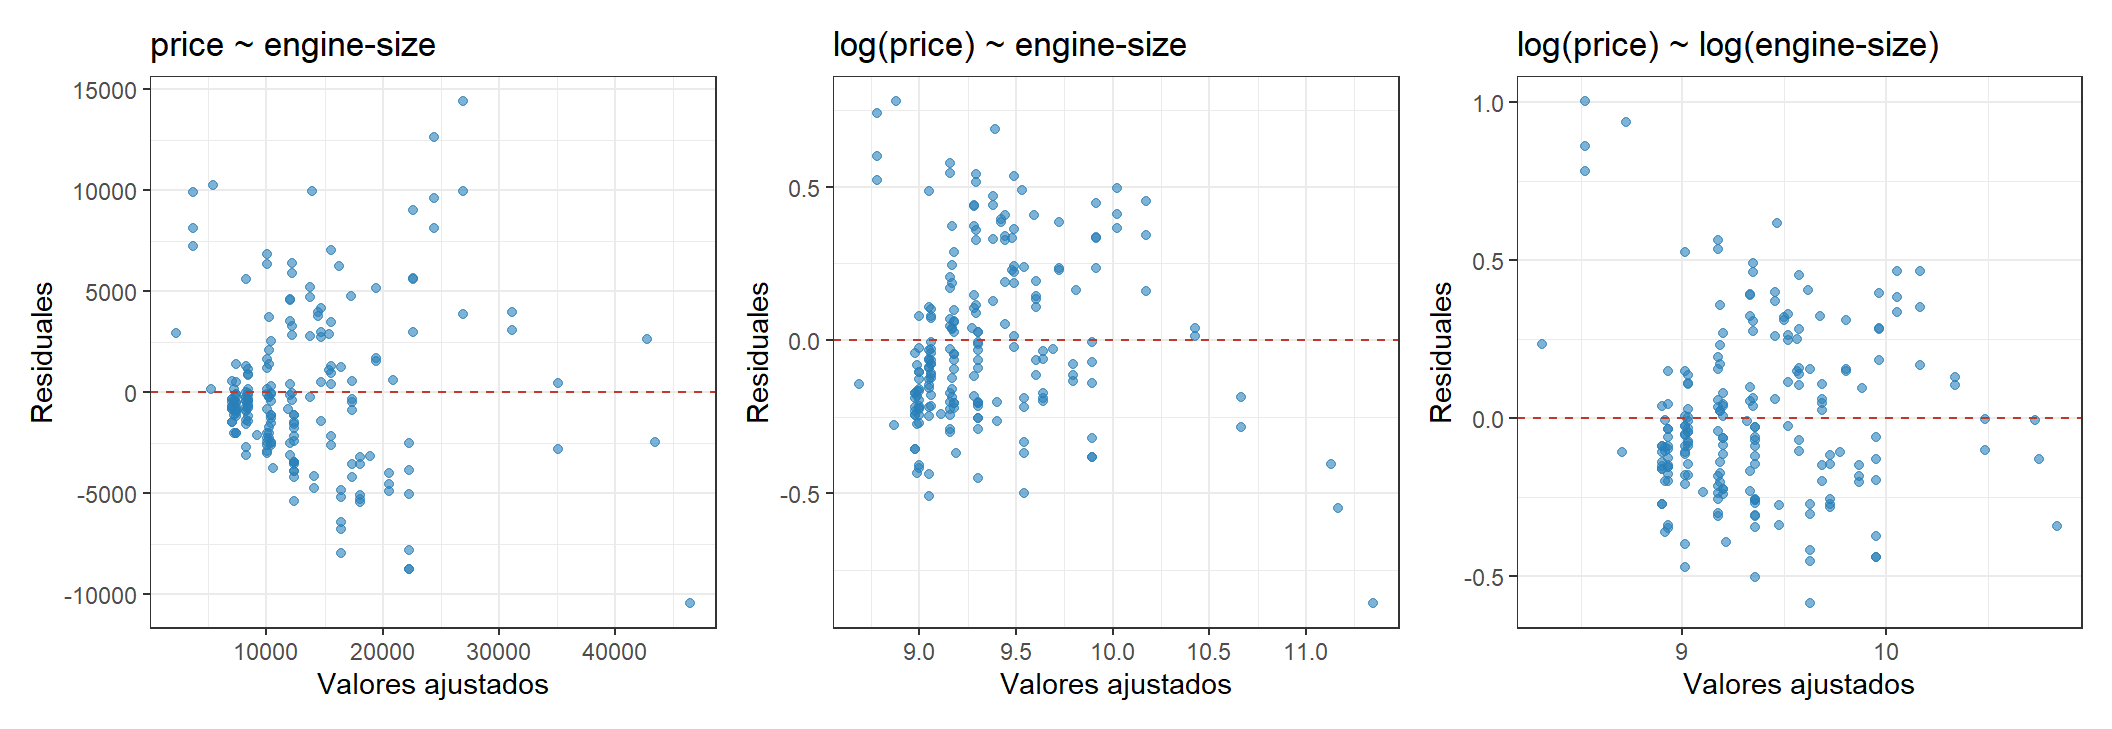 price ~ engine-size
15000
10000
5000
0
-5000
-10000
10000 20000 30000 40000
Valores ajustados
Residuales
log(price) ~ engine-size
0.5
0.0
-0.5
9.0 9.5 10.0 10.5 11.0
Valores ajustados
Residuales
log(price) ~ log(engine-size)
1.0
0.5
0.0
-0.5
9 10
Valores ajustados
Residuales